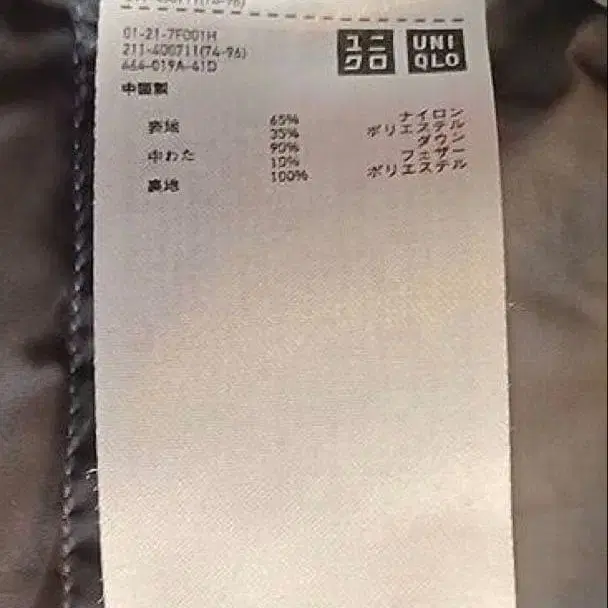 01-21-7F001H
211-400711(74-96)
464-019A-41D
ユニクロ
UNI QLO
中国製
表地 65% ナイロン
35% ポリエステル
中わた 90% ダウン
10% フェザー
裏地 100% ポリエステル